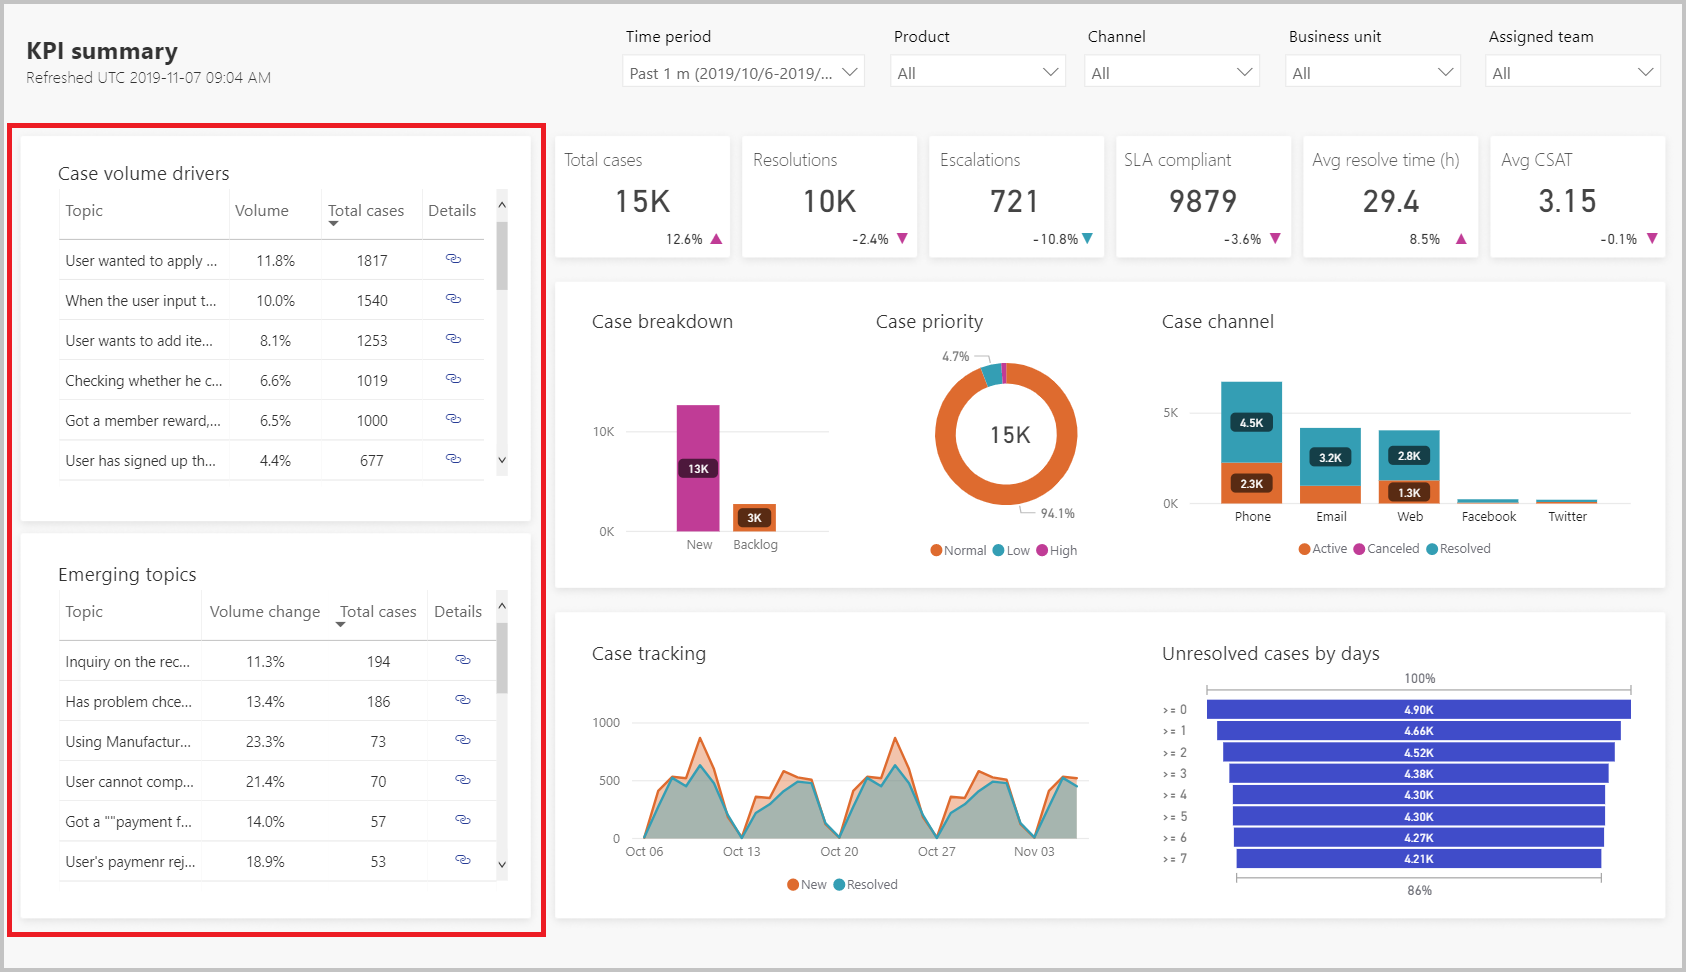 KPI summary
Refreshed UTC 2019-11-07 09:04 AM
Time period
Past 1 m (2019/10/6-2019/...
Product
All
Channel
All
Business unit
All
Assigned team
All
Case volume drivers
Topic Volume Total cases Details
User wanted to apply ... 11.8% 1817
When the user input t... 10.0% 1540
User wants to add ite... 8.1% 1253
Checking whether he c... 6.6% 1019
Got a member reward,... 6.5% 1000
User has signed up th... 4.4% 677
Emerging topics
Topic Volume change Total cases Details
Inquiry on the rec... 11.3% 194
Has problem chce... 13.4% 186
Using Manufactur... 23.3% 73
User cannot comp... 21.4% 70
Got a ""payment f... 14.0% 57
User's paymenr rej... 18.9% 53
Total cases
15K
12.6%
Resolutions
10K
-2.4%
Escalations
721
-10.8%
SLA compliant
9879
-3.6%
Avg resolve time (h)
29.4
8.5%
Avg CSAT
3.15
-0.1%
Case breakdown
10K
0K
13K
3K
New Backlog
Case priority
4.7%
15K
94.1%
Normal Low High
Case channel
5K
0K
4.5K
2.3K
3.2K
2.8K
1.3K
Phone Email Web Facebook Twitter
Active Canceled Resolved
Case tracking
1000
500
0
Oct 06 Oct 13 Oct 20 Oct 27 Nov 03
New Resolved
Unresolved cases by days
100%
>= 0 4.90K
>= 1 4.66K
>= 2 4.52K
>= 3 4.38K
>= 4 4.30K
>= 5 4.30K
>= 6 4.27K
>= 7 4.21K
86%